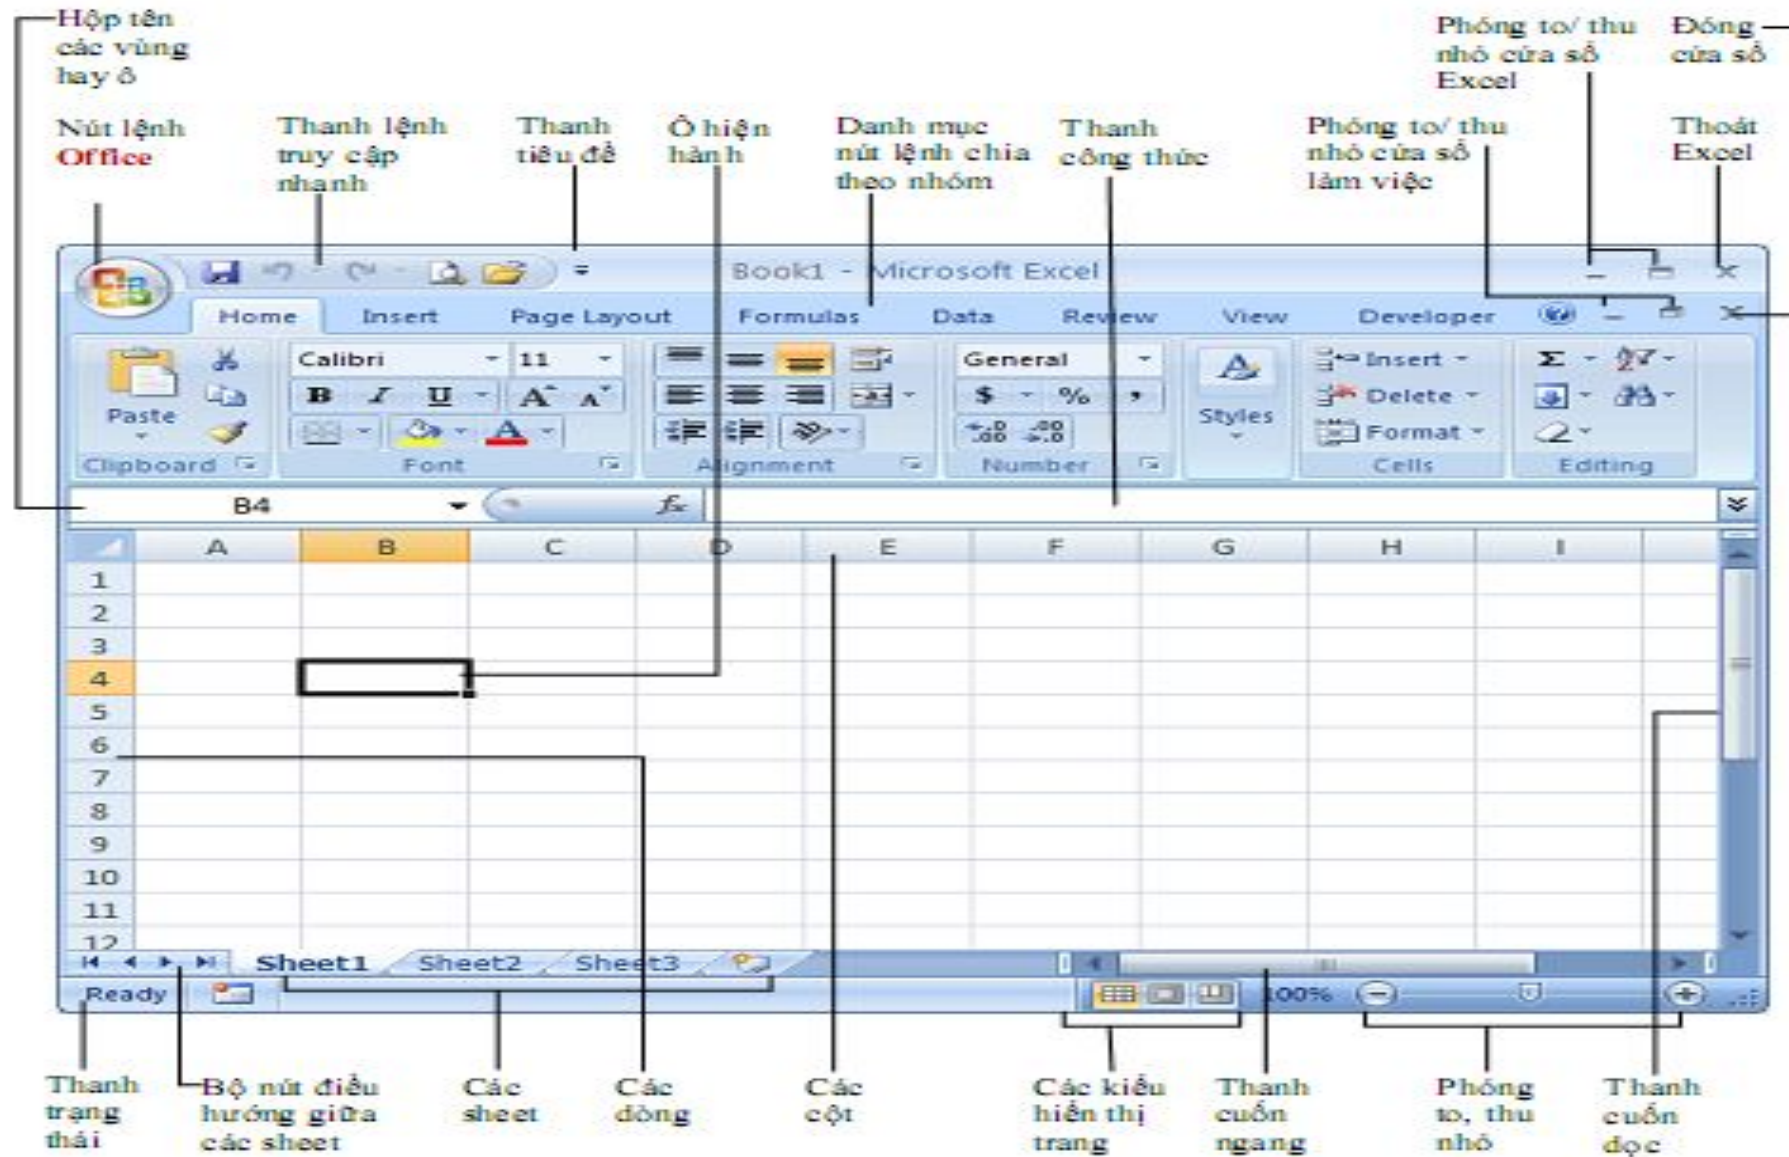 Hộp tên
các vùng
hay ô
Phóng to/ thu
nhỏ cửa sổ
Excel
Đóng
cửa sổ
Nút lệnh
Office
Thanh lệnh
truy cập
nhanh
Thanh
tiêu đề
Ô hiện
hành
Danh mục
nút lệnh chia
theo nhóm
Thanh
công thức
Phóng to/ thu
nhỏ cửa sổ
làm việc
Thoát
Excel
Book1 - Microsoft Excel
Home Insert Page Layout Formulas Data Review View Developer
Paste
Clipboard
Calibri 11
B I U A A
A
Font
Alignment
General
$ % ,
.00 .00
.0
Number
Styles
Insert
Delete
Format
Cells
Σ
Editing
B4 fx
A B C D E F G H I
1
2
3
4
5
6
7
8
9
10
11
12
Sheet1 Sheet2 Sheet3
Ready 100%
Thanh
trạng
thái
Bộ nút điều
hướng giữa
các sheet
Các
sheet
Các
dòng
Các
cột
Các kiểu
hiển thị
trang
Thanh
cuốn
ngang
Phóng
to, thu
nhỏ
Thanh
cuốn
dọc